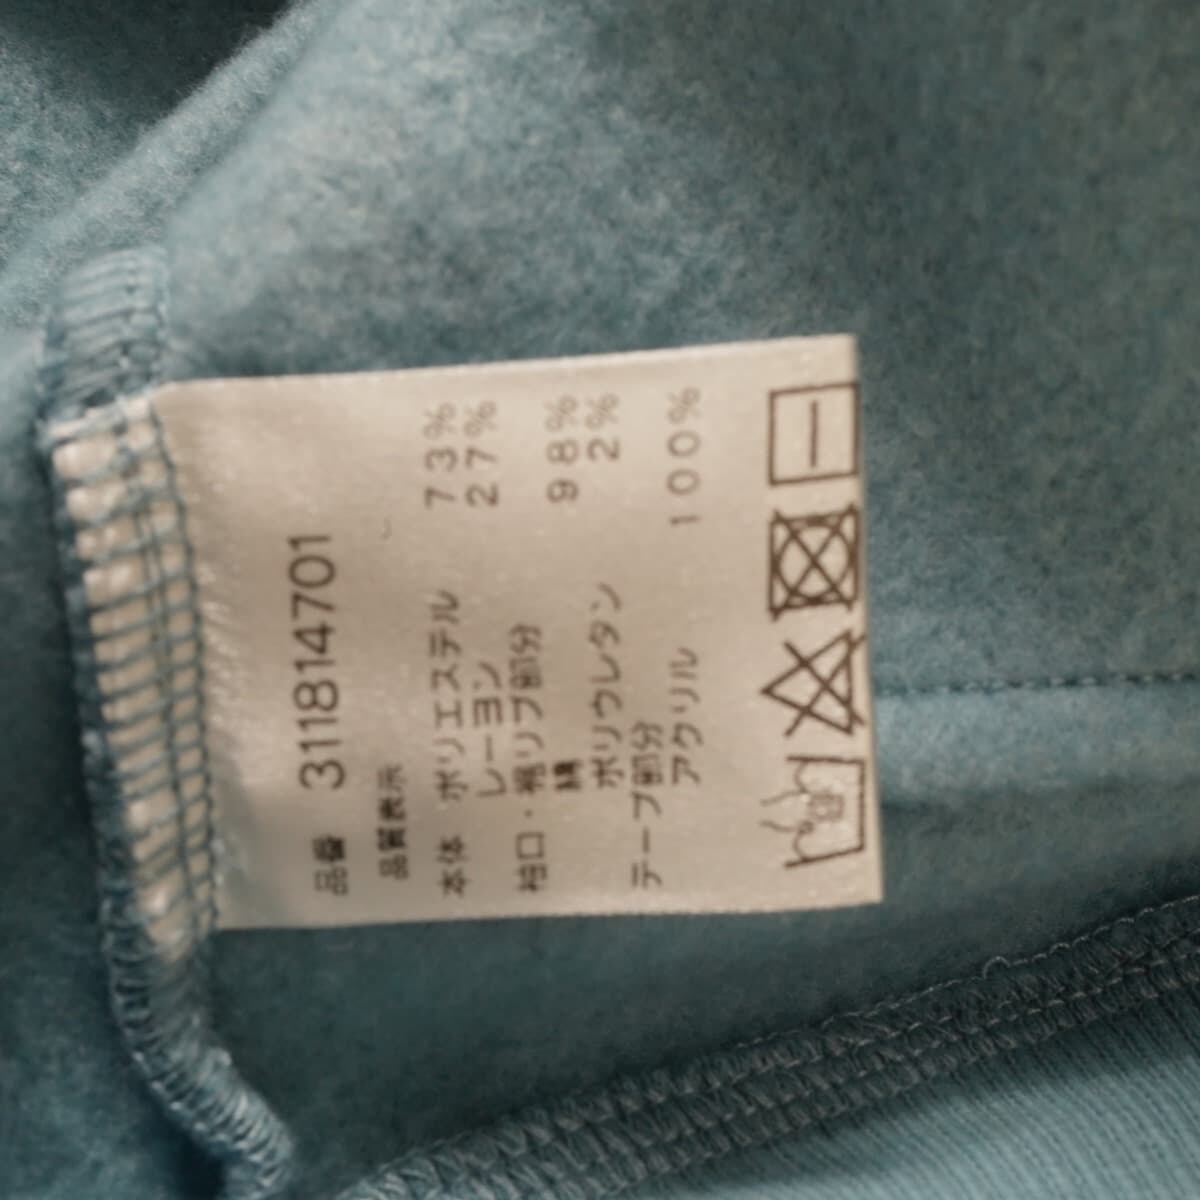 品番 311814701
品質表示
本体 ポリエステル 73%
レーヨン 27%
袖口・裾リブ部分
綿 98%
ポリウレタン 2%
テープ部分
アクリル 100%